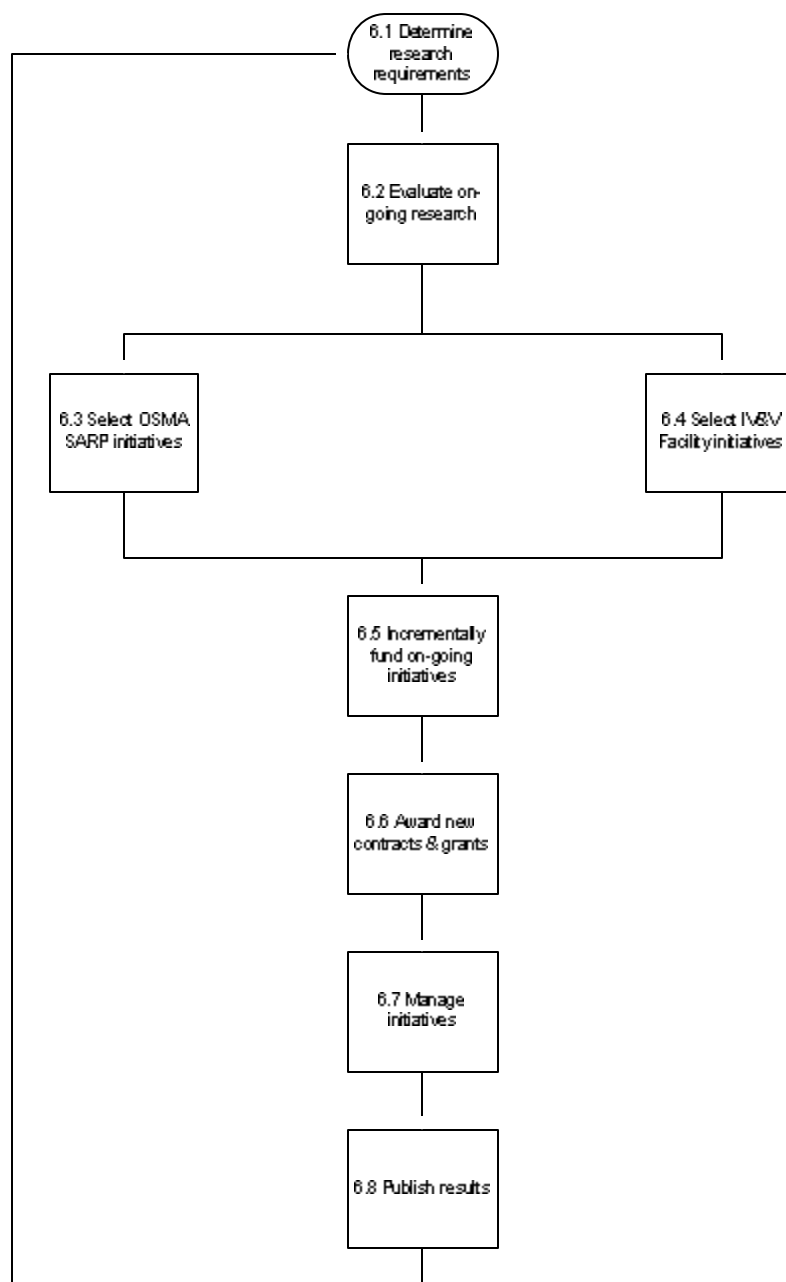 6.1 Determine
research
requirements
6.2 Evaluate on-
going research
6.3 Select OSMA
SARP initiatives
6.4 Select IV&V
Facility initiatives
6.5 Incrementally
fund on-going
initiatives
6.6 Award new
contracts & grants
6.7 Manage
initiatives
6.8 Publish results